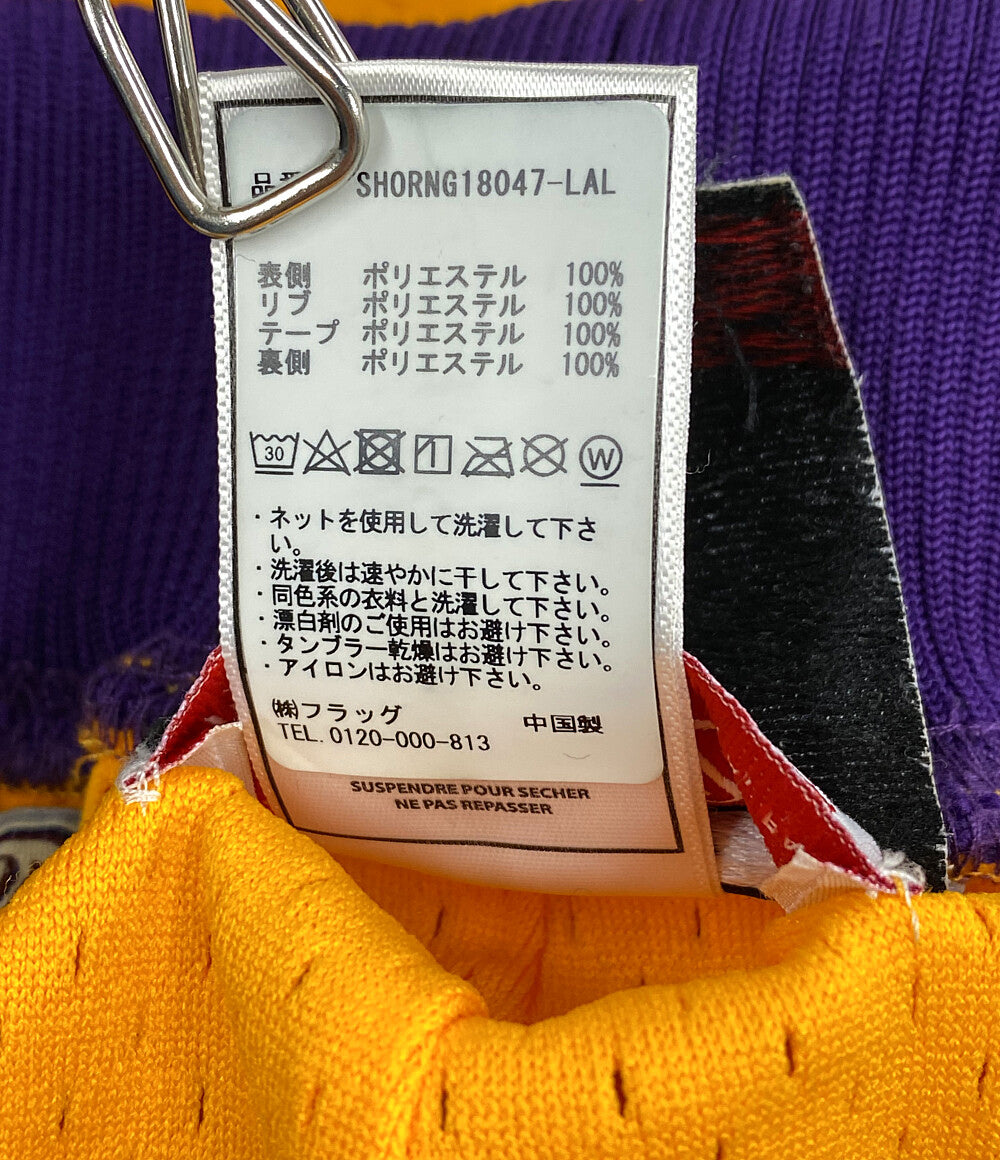 品番 SHORNG18047-LAL
表側 ポリエステル 100%
リブ ポリエステル 100%
テープ ポリエステル 100%
裏側 ポリエステル 100%
30 W
・ネットを使用して洗濯して下さ
い。
・洗濯後は速やかに干して下さい。
・同色系の衣料と洗濯して下さい。
・漂白剤のご使用はお避け下さい。
・タンブラー乾燥はお避け下さい。
・アイロンはお避け下さい。
㈱フラッグ 中国製
TEL. 0120-000-813
SUSPENDRE POUR SECHER
NE PAS REPASSER